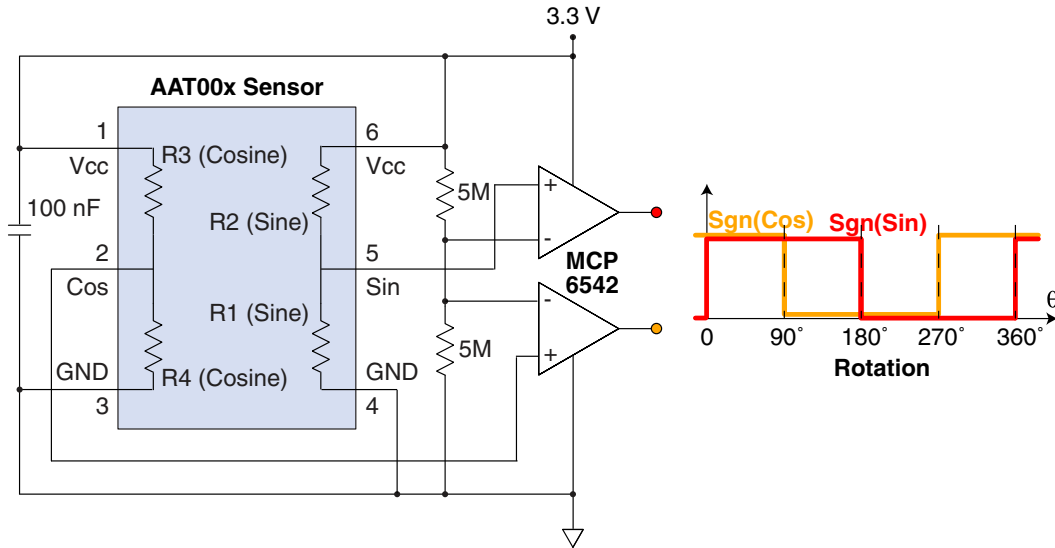 3.3 V
AAT00x Sensor
1
Vcc
R3 (Cosine)
6
Vcc
100 nF
R2 (Sine)
5M
+
-
2
Cos
5
Sin
MCP
6542
R1 (Sine)
-
+
5M
GND
3
R4 (Cosine)
GND
4
Sgn(Cos)
Sgn(Sin)
θ
0
90°
180°
270°
360°
Rotation